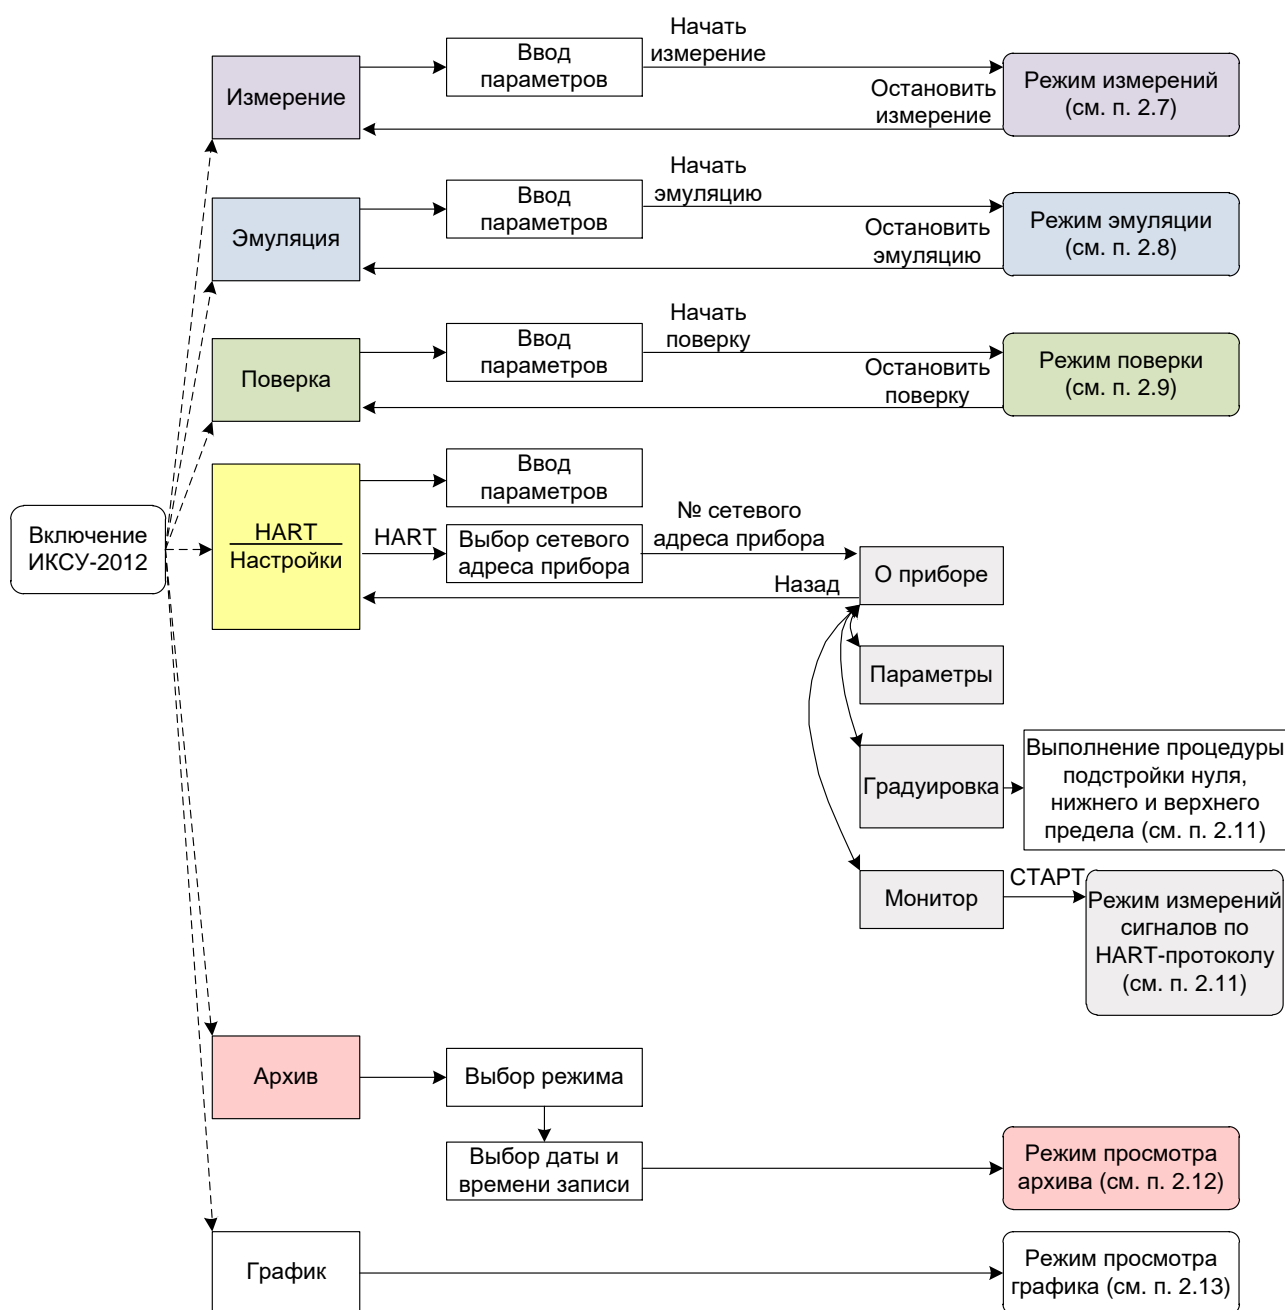 Измерение
Ввод
параметров
Начать
измерение
Остановить
измерение
Режим измерений
(см. п. 2.7)
Эмуляция
Ввод
параметров
Начать
эмуляцию
Остановить
эмуляцию
Режим эмуляции
(см. п. 2.8)
Поверка
Ввод
параметров
Начать
поверку
Остановить
поверку
Режим поверки
(см. п. 2.9)
Включение
ИКСУ-2012
HART
Настройки
Ввод
параметров
HART
Выбор сетевого
адреса прибора
№ сетевого
адреса прибора
Назад
О приборе
Параметры
Градуировка
Выполнение процедуры
подстройки нуля,
нижнего и верхнего
предела (см. п. 2.11)
Монитор
СТАРТ
Режим измерений
сигналов по
HART-протоколу
(см. п. 2.11)
Архив
Выбор режима
Выбор даты и
времени записи
Режим просмотра
архива (см. п. 2.12)
График
Режим просмотра
графика (см. п. 2.13)